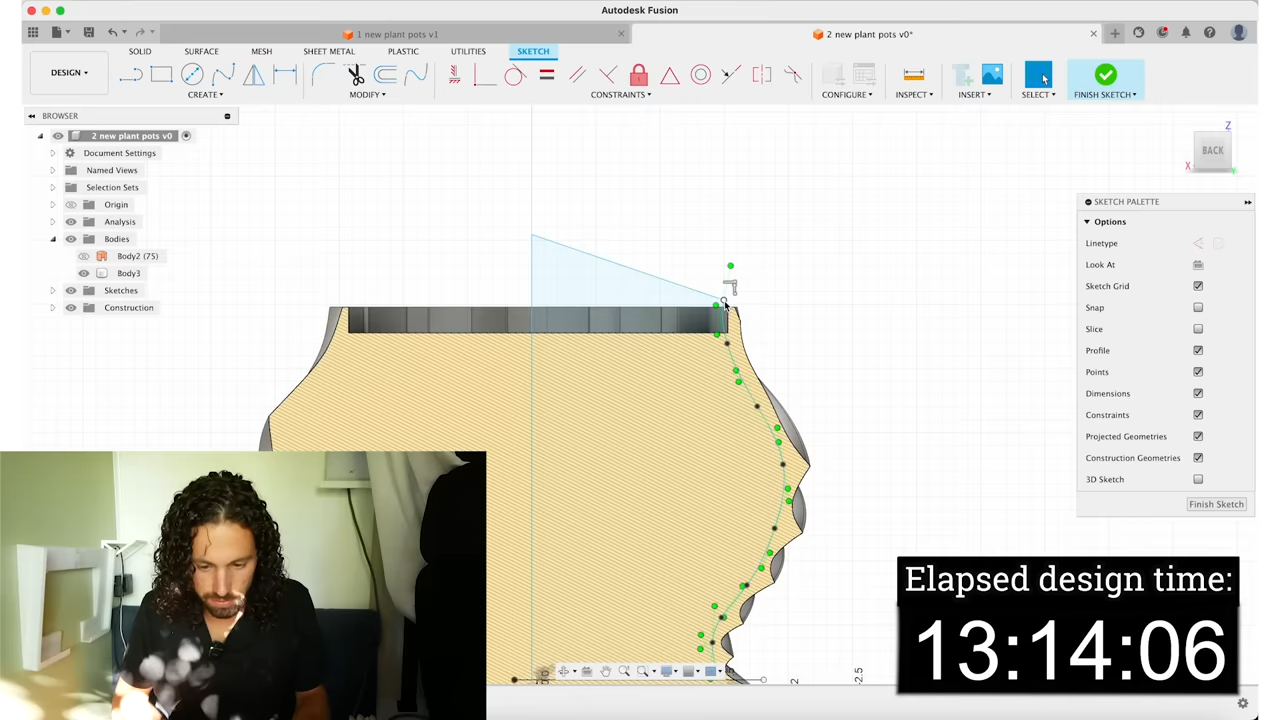 Autodesk Fusion
1 new plant pots v1
2 new plant pots v0*
DESIGN
SOLID SURFACE MESH SHEET METAL PLASTIC UTILITIES SKETCH
CREATE MODIFY CONSTRAINTS CONFIGURE INSPECT INSERT SELECT FINISH SKETCH
BROWSER
2 new plant pots v0
Document Settings
Named Views
Selection Sets
Origin
Analysis
Bodies
Body2 (75)
Body3
Sketches
Construction
Z
BACK
X
Y
SKETCH PALETTE
Options
Linetype
Look At
Sketch Grid
Snap
Slice
Profile
Points
Dimensions
Constraints
Projected Geometries
Construction Geometries
3D Sketch
Finish Sketch
2
-2.5
Elapsed design time:
13:14:06